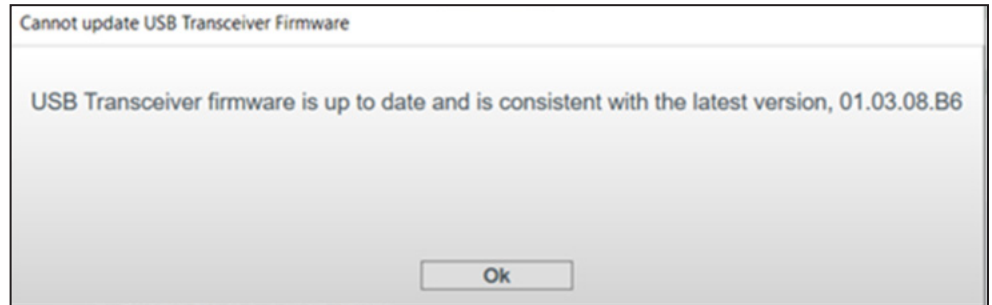 Cannot update USB Transceiver Firmware
USB Transceiver firmware is up to date and is consistent with the latest version, 01.03.08.B6
Ok